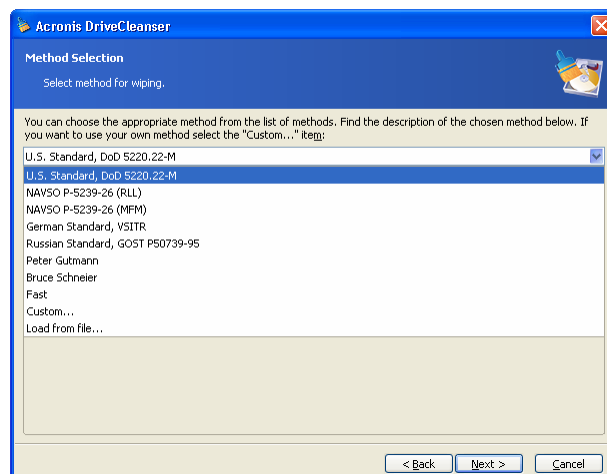 Acronis DriveCleanser
Method Selection
Select method for wiping.
You can choose the appropriate method from the list of methods. Find the description of the chosen method below. If
you want to use your own method select the "Custom..." item:
U.S. Standard, DoD 5220.22-M
U.S. Standard, DoD 5220.22-M
NAVSO P-5239-26 (RLL)
NAVSO P-5239-26 (MFM)
German Standard, VSITR
Russian Standard, GOST P50739-95
Peter Gutmann
Bruce Schneier
Fast
Custom...
Load from file...
< Back Next > Cancel